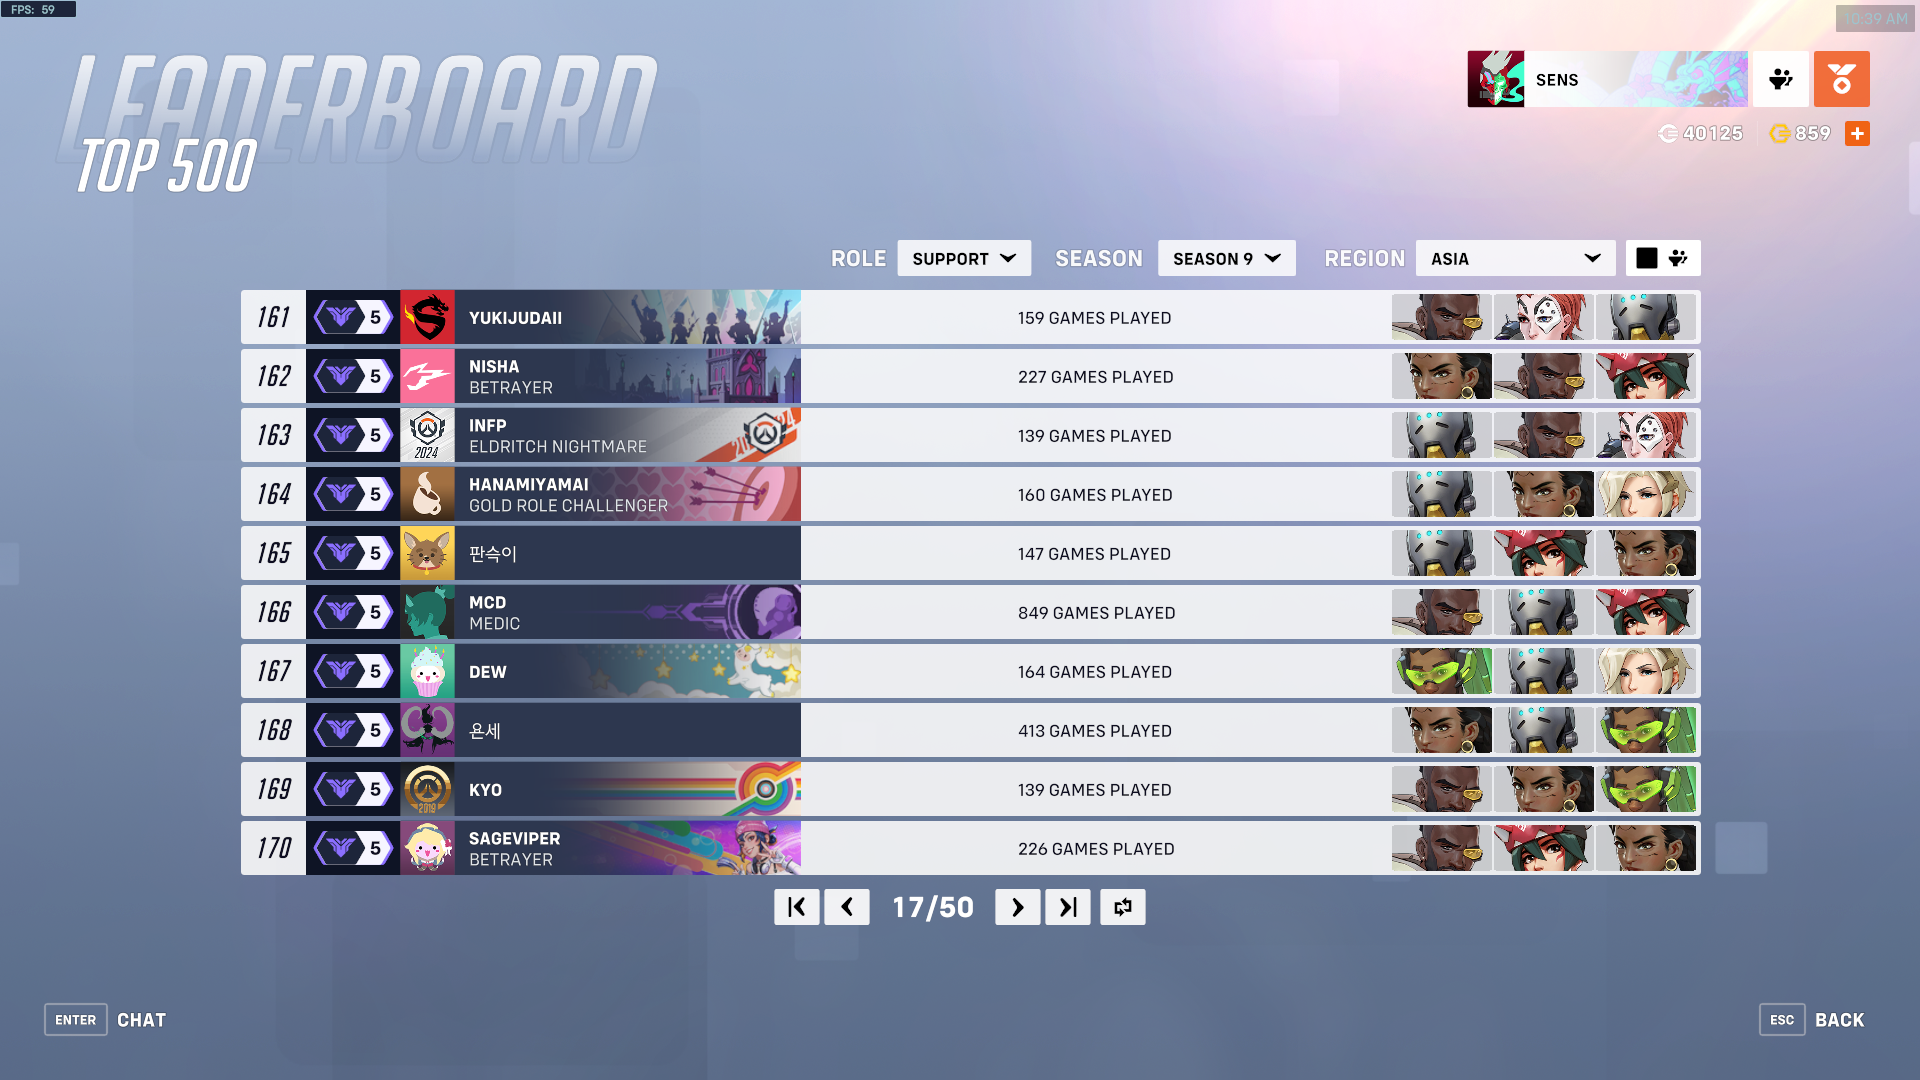 FPS: 59
10:39 AM
LEADERBOARD
TOP 500
SENS
40125
859
ROLE
SUPPORT
SEASON
SEASON 9
REGION
ASIA
161
5
YUKIJUDAII
159 GAMES PLAYED
162
5
NISHA
BETRAYER
227 GAMES PLAYED
163
2024
5
INFP
ELDRITCH NIGHTMARE
139 GAMES PLAYED
164
5
HANAMIYAMAI
GOLD ROLE CHALLENGER
160 GAMES PLAYED
165
5
판슥이
147 GAMES PLAYED
166
5
MCD
MEDIC
849 GAMES PLAYED
167
5
DEW
164 GAMES PLAYED
168
5
욘세
413 GAMES PLAYED
169
5
2019
KYO
139 GAMES PLAYED
170
5
SAGEVIPER
BETRAYER
226 GAMES PLAYED
17/50
ENTER CHAT
ESC BACK